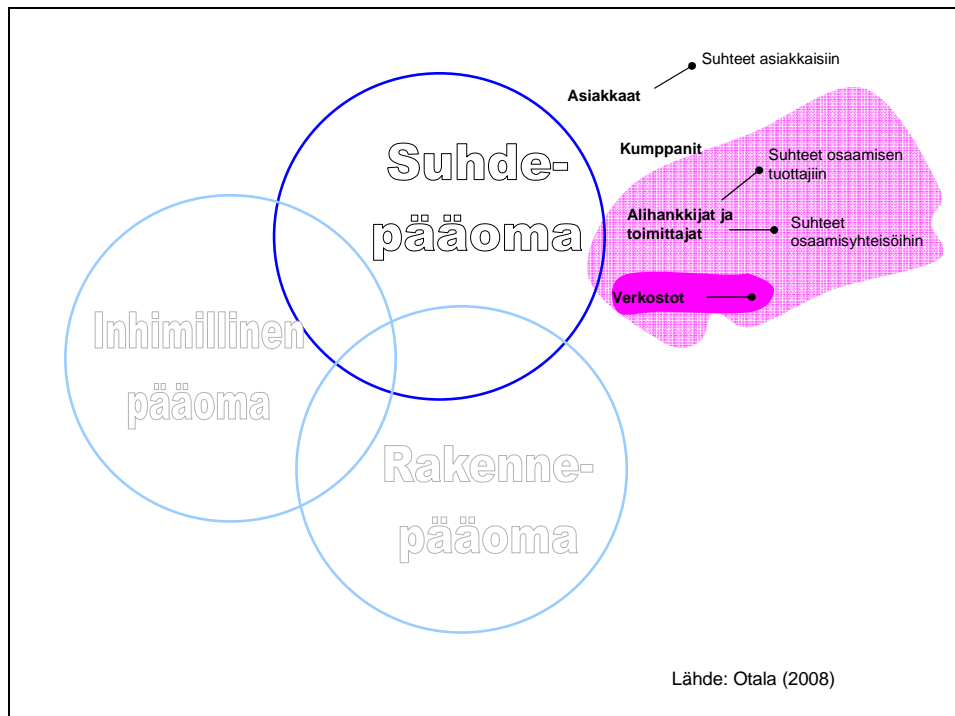 Suhteet asiakkaisiin
Asiakkaat
Suhde-
pääoma
Kumppanit
Suhteet osaamisen
tuottajiin
Alihankkijat ja
toimittajat
Suhteet
osaamisyhteisöihin
Verkostot
Inhimillinen
pääoma
Rakenne-
pääoma
Lähde: Otala (2008)